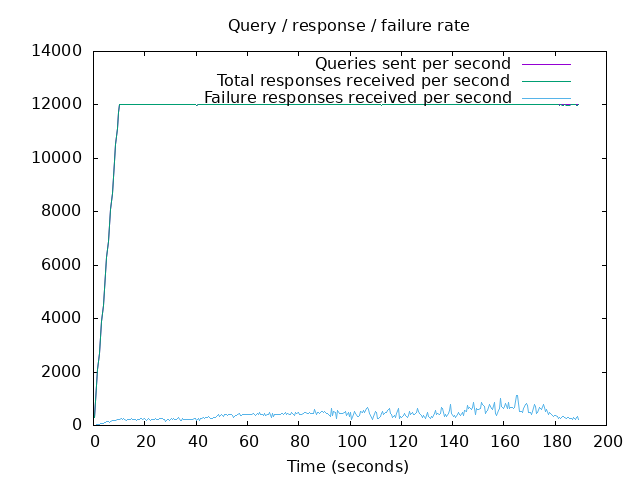 Query / response / failure rate
14000
12000
10000
8000
6000
4000
2000
0
Queries sent per second
Total responses received per second
Failure responses received per second
0 20 40 60 80 100 120 140 160 180 200
Time (seconds)